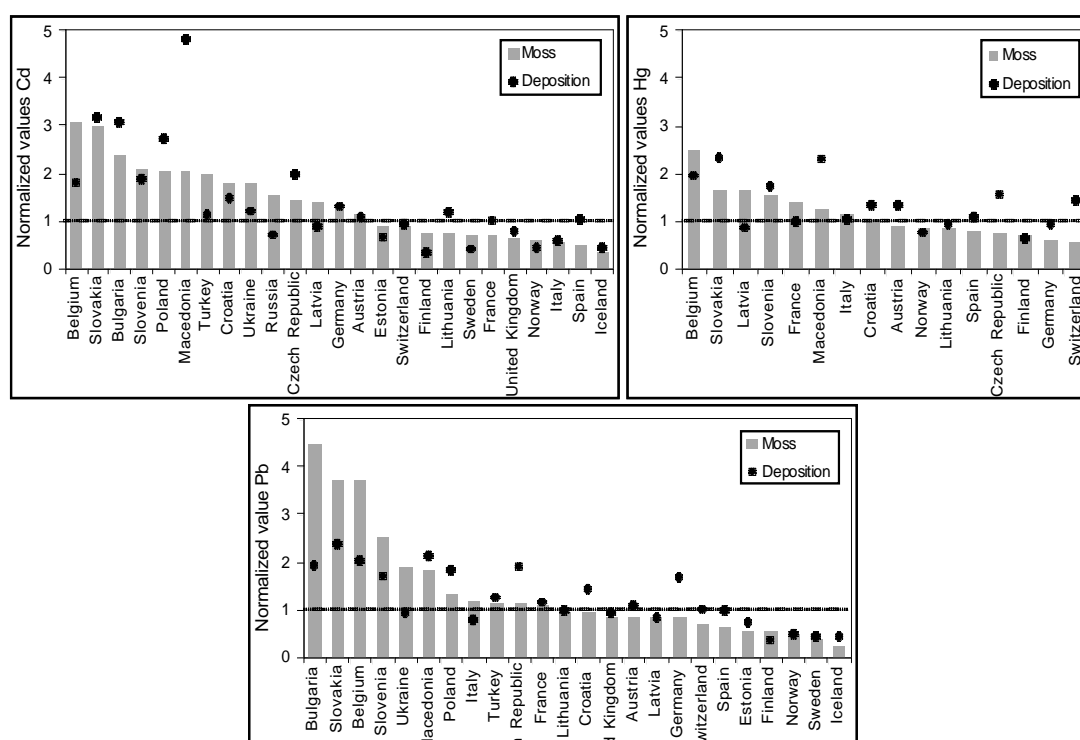 Normalized values Cd
5
4
3
2
1
0
Moss
Deposition
Belgium
Slovakia
Bulgaria
Slovenia
Poland
Macedonia
Turkey
Croatia
Ukraine
Russia
Czech Republic
Latvia
Germany
Austria
Estonia
Switzerland
Finland
Lithuania
Sweden
France
United Kingdom
Norway
Italy
Spain
Iceland
Normalized values Hg
5
4
3
2
1
0
Moss
Deposition
Belgium
Slovakia
Latvia
Slovenia
France
Macedonia
Italy
Croatia
Austria
Norway
Lithuania
Spain
Czech Republic
Finland
Germany
Switzerland
Normalized value Pb
5
4
3
2
1
0
Moss
Deposition
Bulgaria
Slovakia
Belgium
Slovenia
Ukraine
lacedonia
Poland
Italy
Turkey
Republic
France
Lithuania
Croatia
Kingdom
Austria
Latvia
Germany
witzerland
Spain
Estonia
Finland
Norway
Sweden
Iceland